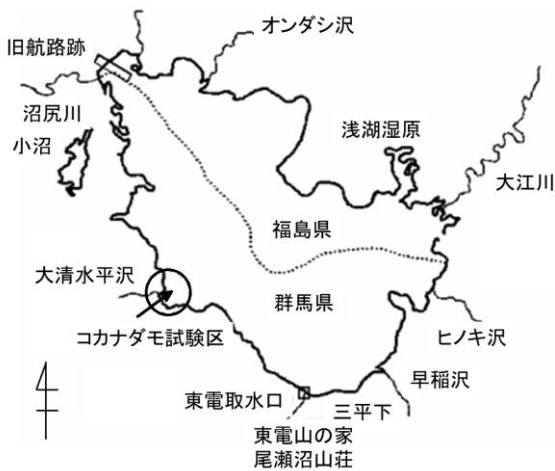 オンダシ沢
旧航路跡
沼尻川
小沼
浅湖湿原
大江川
福島県
大清水平沢
群馬県
コカナダモ試験区
ヒノキ沢
早稲沢
東電取水口
三平下
東電山の家
尾瀬沼山荘